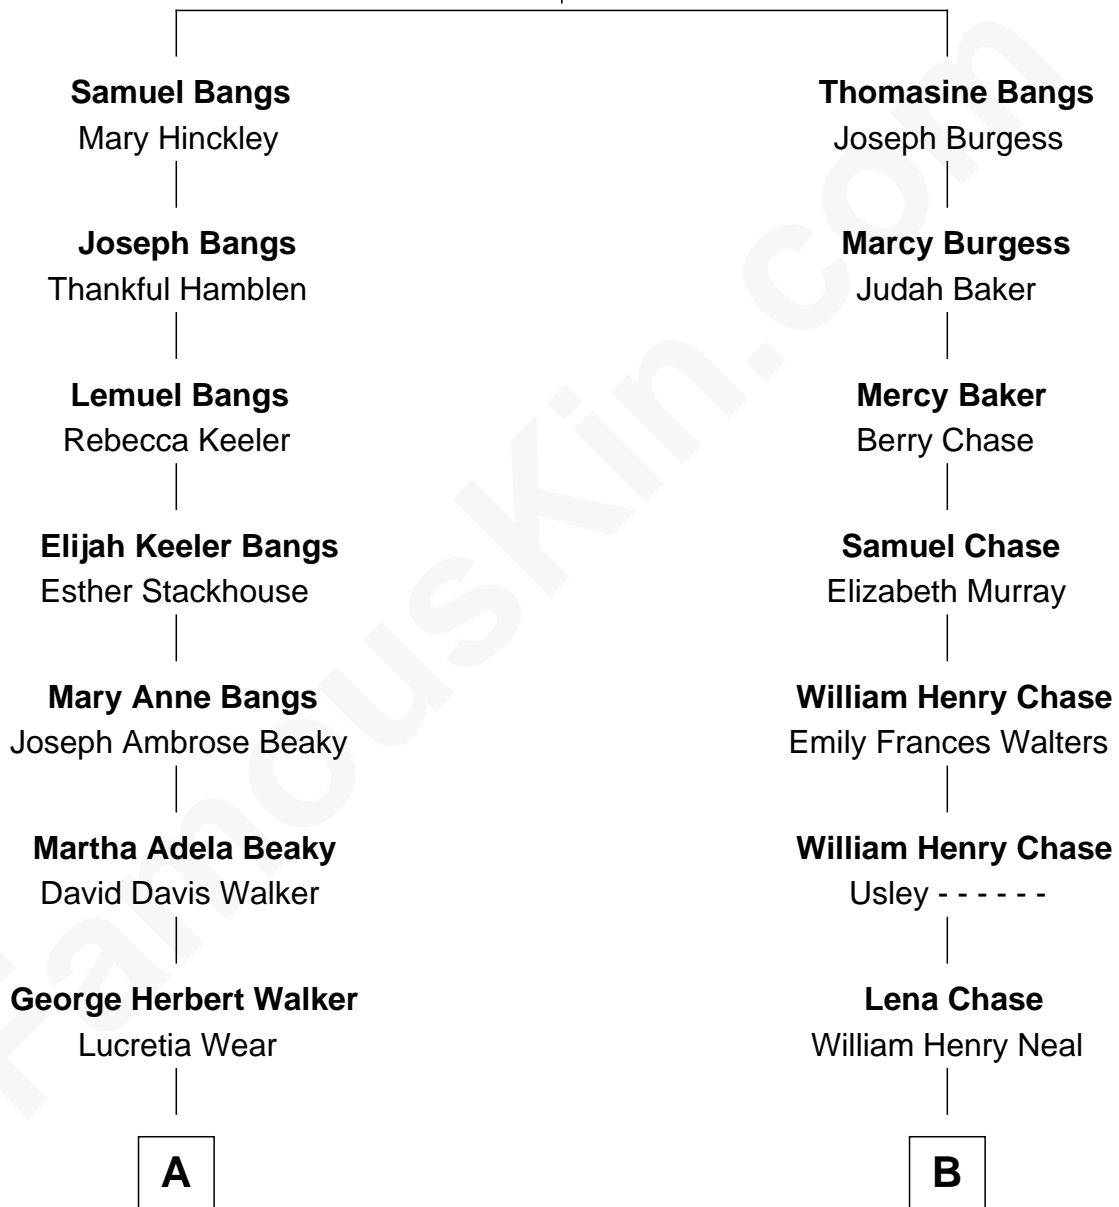 Samuel Bangs
Mary Hinckley
Joseph Bangs
Thankful Hamblen
Lemuel Bangs
Rebecca Keeler
Elijah Keeler Bangs
Esther Stackhouse
Mary Anne Bangs
Joseph Ambrose Beaky
Martha Adela Beaky
David Davis Walker
George Herbert Walker
Lucretia Wear
A
Thomasine Bangs
Joseph Burgess
Marcy Burgess
Judah Baker
Mercy Baker
Berry Chase
Samuel Chase
Elizabeth Murray
William Henry Chase
Emily Frances Walters
William Henry Chase
Usley - - - - - -
Lena Chase
William Henry Neal
B
FamousKin.com